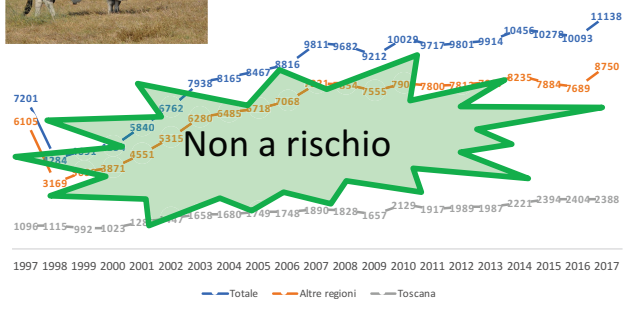 7201 5840 6762 7938 8165 8467 8816 9811 9682 9212 10029 9717 9801 9914 10456 10278 10093 11138
6105 3169 3871 4551 5315 6280 6485 6718 7068 7555 7800 8235 7884 7689 8750
Non a rischio
1096 1115 992 1023 1658 1680 1749 1748 1890 1828 1657 2129 1917 1989 1987 2221 2394 2404 2388
1997 1998 1999 2000 2001 2002 2003 2004 2005 2006 2007 2008 2009 2010 2011 2012 2013 2014 2015 2016 2017
Totale Altre regioni Toscana